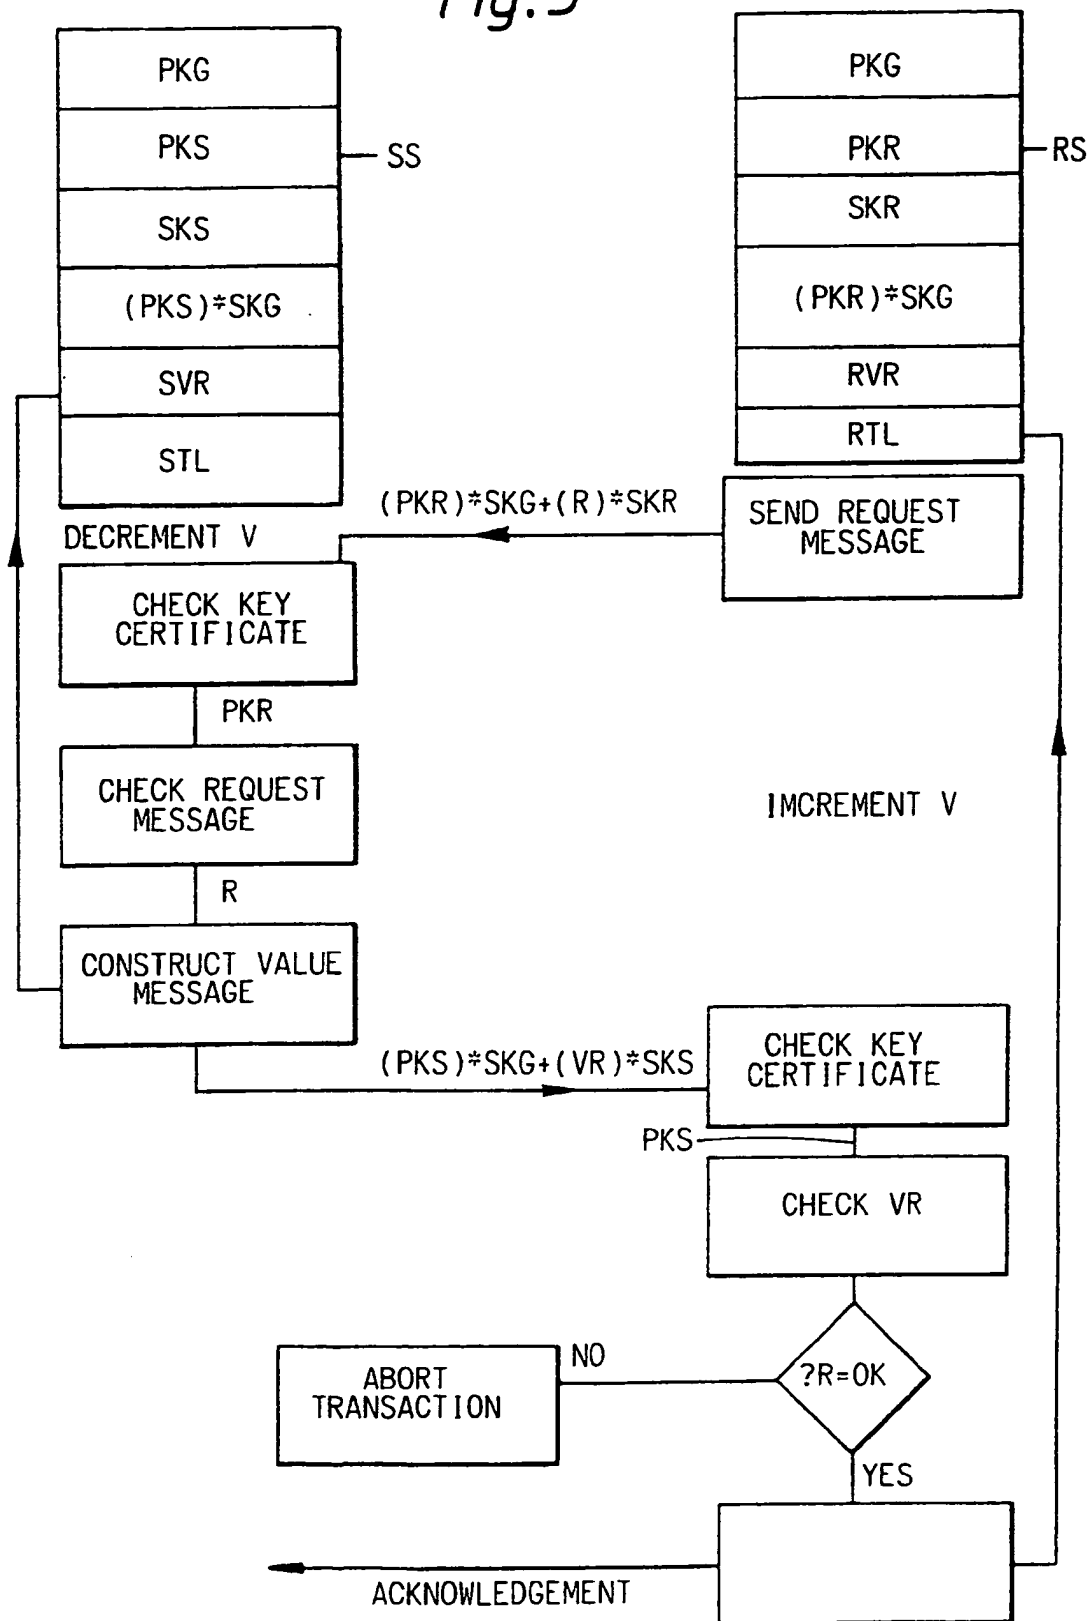 PKG
PKS
SS
SKS
(PKS)*SKG
SVR
STL
PKG
PKR
RS
SKR
(PKR)*SKG
RVR
RTL
(PKR)*SKG+(R)*SKR
SEND REQUEST
MESSAGE
DECREMENT V
CHECK KEY
CERTIFICATE
PKR
CHECK REQUEST
MESSAGE
IMCREMENT V
R
CONSTRUCT VALUE
MESSAGE
(PKS)*SKG+(VR)*SKS
CHECK KEY
CERTIFICATE
PKS
CHECK VR
?R=OK
NO
ABORT
TRANSACTION
YES
ACKNOWLEDGEMENT